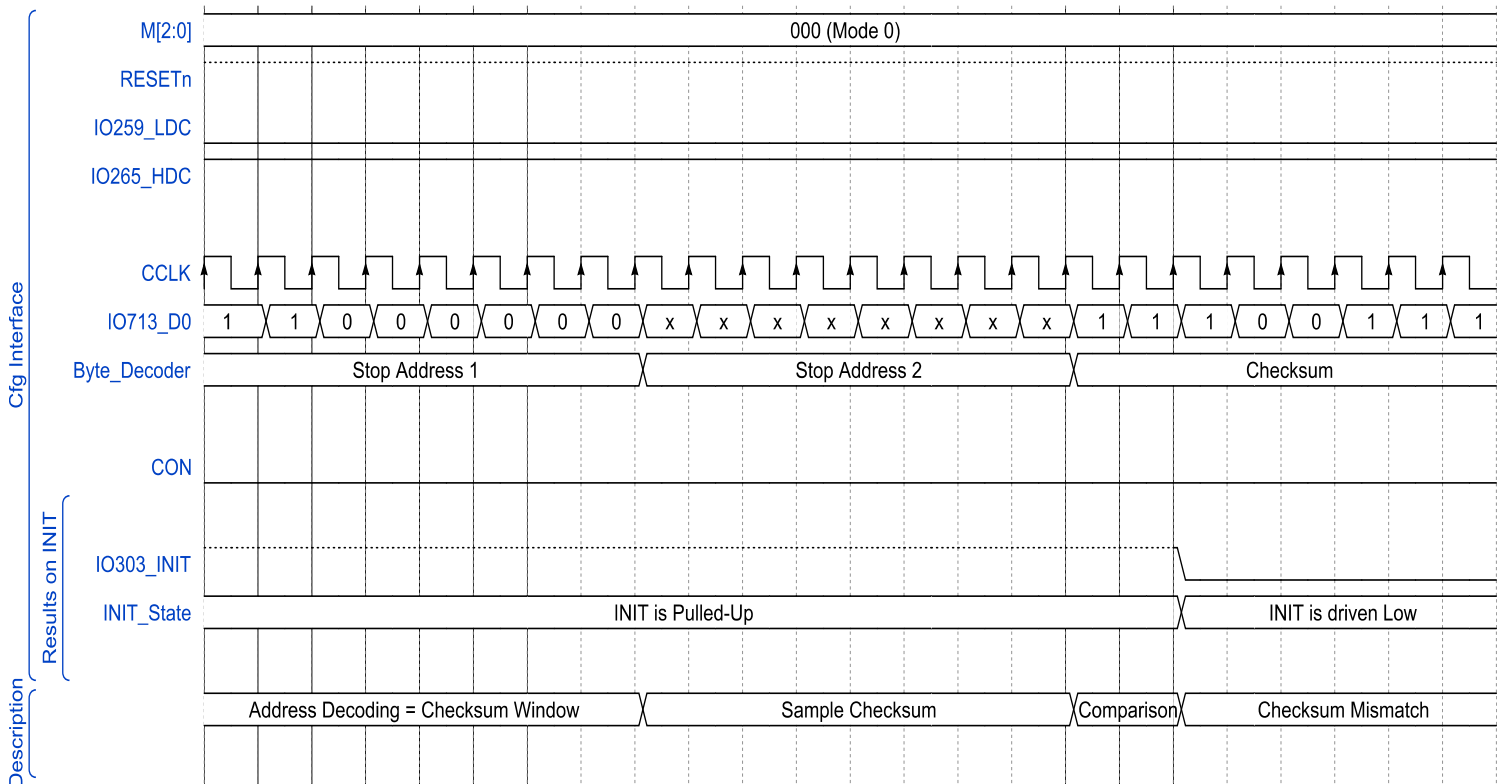 M[2:0] 000 (Mode 0)
RESETn
IO259_LDC
IO265_HDC
CCLK
IO713_D0 1 1 0 0 0 0 0 0 x x x x x x x x 1 1 1 0 0 1 1 1
Byte_Decoder Stop Address 1 Stop Address 2 Checksum
CON
IO303_INIT
INIT_State INIT is Pulled-Up INIT is driven Low
Address Decoding = Checksum Window Sample Checksum Comparison Checksum Mismatch
Cfg Interface
Results on INIT
Description